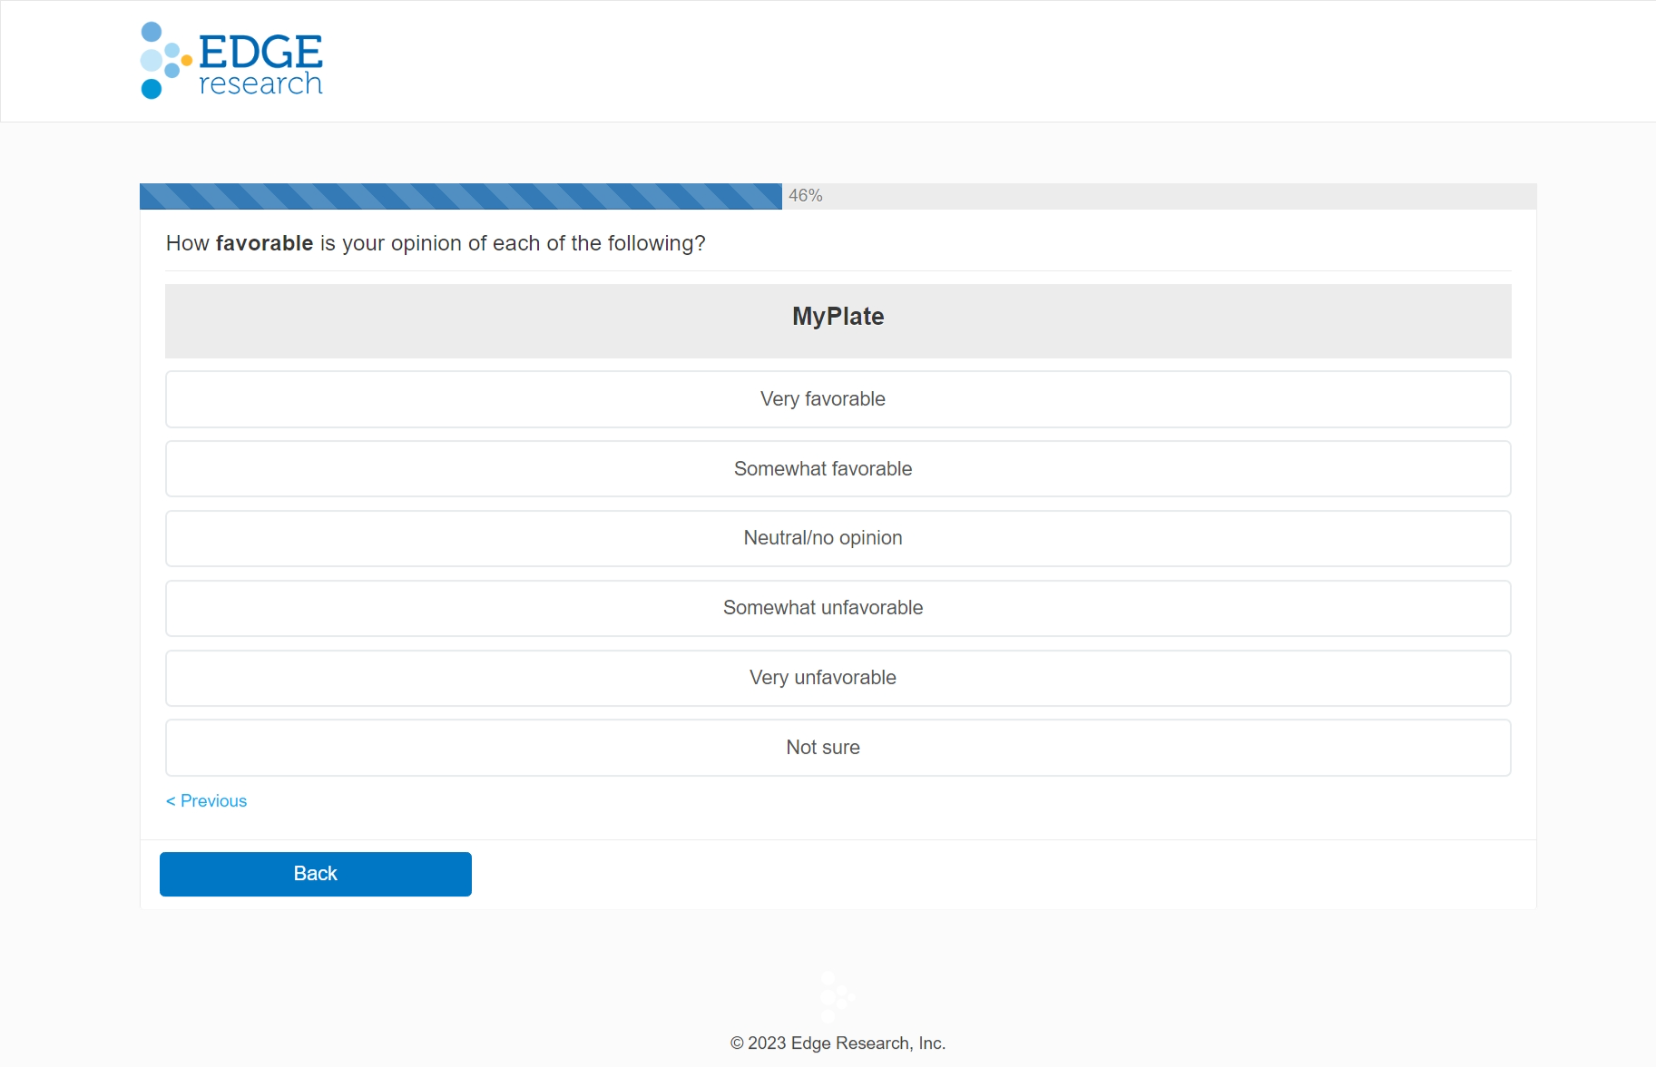 EDGE
research
46%
How favorable is your opinion of each of the following?
MyPlate
Very favorable
Somewhat favorable
Neutral/no opinion
Somewhat unfavorable
Very unfavorable
Not sure
< Previous
Back
© 2023 Edge Research, Inc.